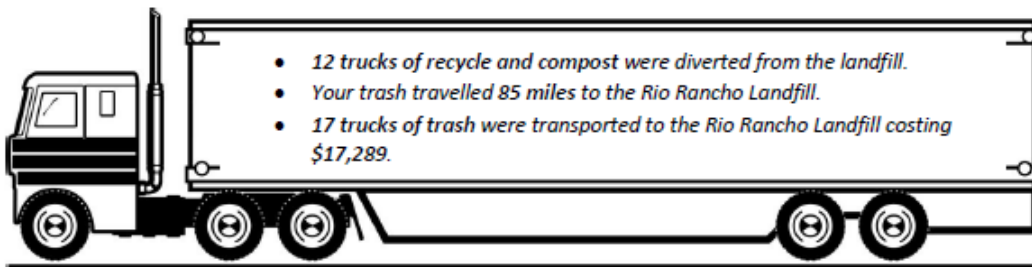 • 12 trucks of recycle and compost were diverted from the landfill.
• Your trash travelled 85 miles to the Rio Rancho Landfill.
• 17 trucks of trash were transported to the Rio Rancho Landfill costing
$17,289.